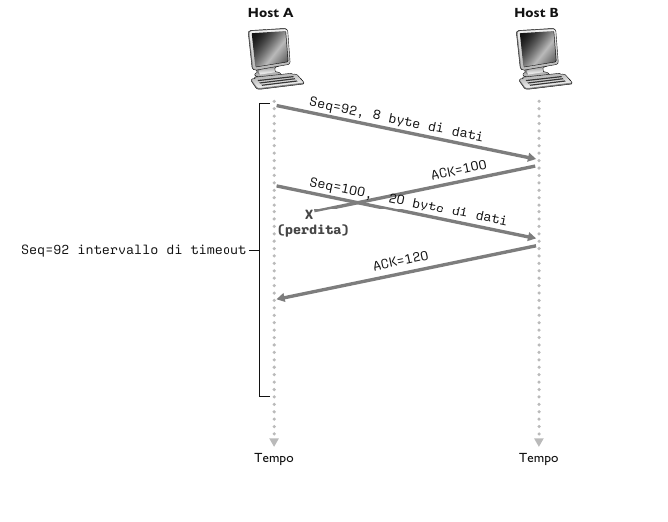 Host A
Host B
Seq=92, 8 byte di dati
ACK=100
Seq=100, 20 byte di dati
X
(perdita)
Seq=92 intervallo di timeout
ACK=120
Tempo
Tempo